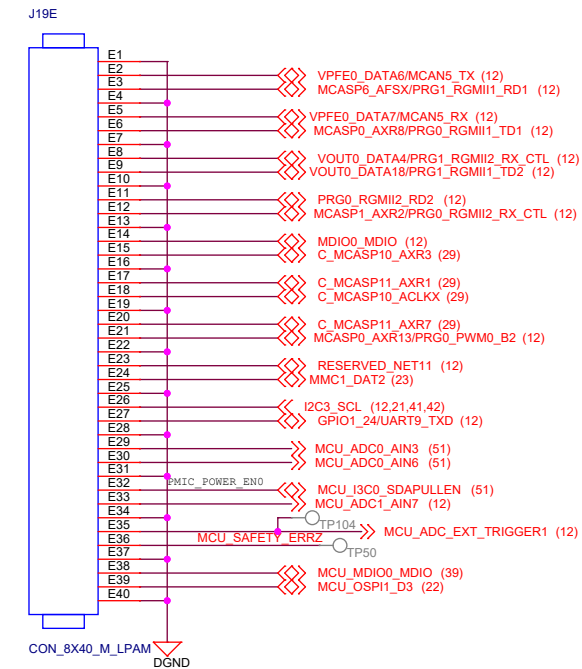 J19E
E1
E2 VPFE0_DATA6/MCAN5_TX (12)
E3 MCASP6_AFSX/PRG1_RGMII1_RD1 (12)
E4
E5 VPFE0_DATA7/MCAN5_RX (12)
E6 MCASP0_AXR8/PRG0_RGMII1_TD1 (12)
E7
E8 VOUT0_DATA4/PRG1_RGMII2_RX_CTL (12)
E9 VOUT0_DATA18/PRG1_RGMII1_TD2 (12)
E10
E11 PRG0_RGMII2_RD2 (12)
E12 MCASP1_AXR2/PRG0_RGMII2_RX_CTL (12)
E13
E14 MDIO0_MDIO (12)
E15 C_MCASP10_AXR3 (29)
E16
E17 C_MCASP11_AXR1 (29)
E18 C_MCASP10_ACLKX (29)
E19
E20 C_MCASP11_AXR7 (29)
E21 MCASP0_AXR13/PRG0_PWM0_B2 (12)
E22
E23 RESERVED_NET11 (12)
E24 MMC1_DAT2 (23)
E25
E26 I2C3_SCL (12,21,41,42)
E27 GPIO1_24/UART9_TXD (12)
E28
E29 MCU_ADC0_AIN3 (51)
E30 MCU_ADC0_AIN6 (51)
E31
E32 PMIC_POWER_EN0 MCU_I3C0_SDAPULLEN (51)
E33 MCU_ADC1_AIN7 (12)
E34 TP104
E35 MCU_ADC_EXT_TRIGGER1 (12)
E36 MCU_SAFETY_ERRZ TP50
E37
E38 MCU_MDIO0_MDIO (39)
E39 MCU_OSPI1_D3 (22)
E40
CON_8X40_M_LPAM
DGND